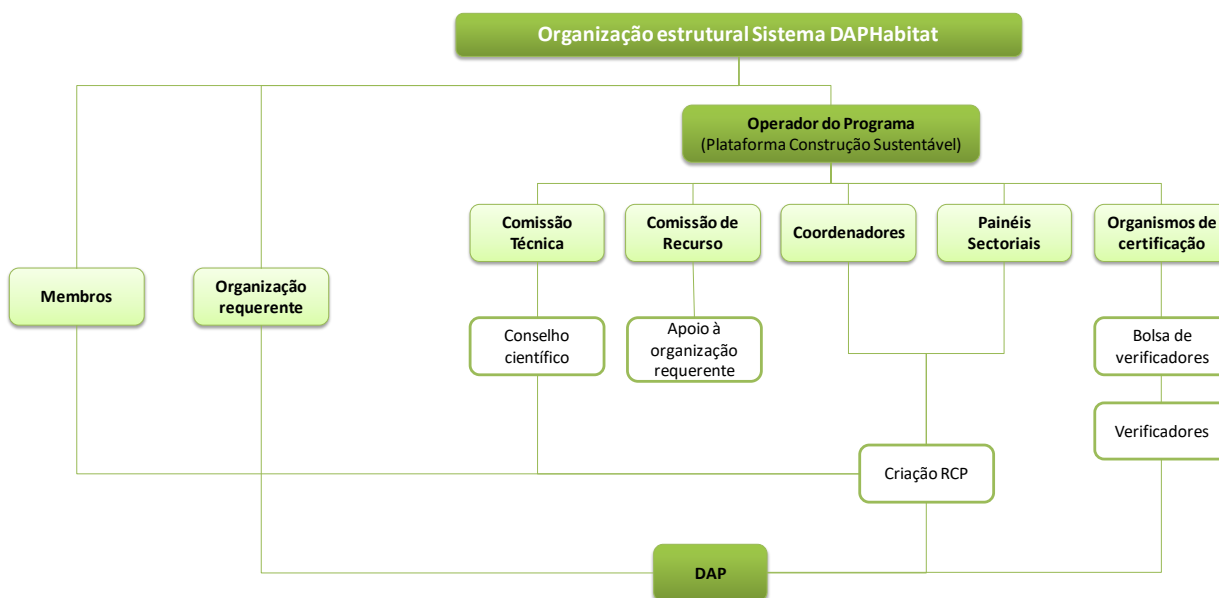 Organização estrutural Sistema DAPHabitat
Operador do Programa
(Plataforma Construção Sustentável)
Comissão
Técnica
Comissão de
Recurso
Coordenadores
Painéis
Sectoriais
Organismos de
certificação
Membros
Organização
requerente
Conselho
científico
Apoio à
organização
requerente
Bolsa de
verificadores
Verificadores
Criação RCP
DAP